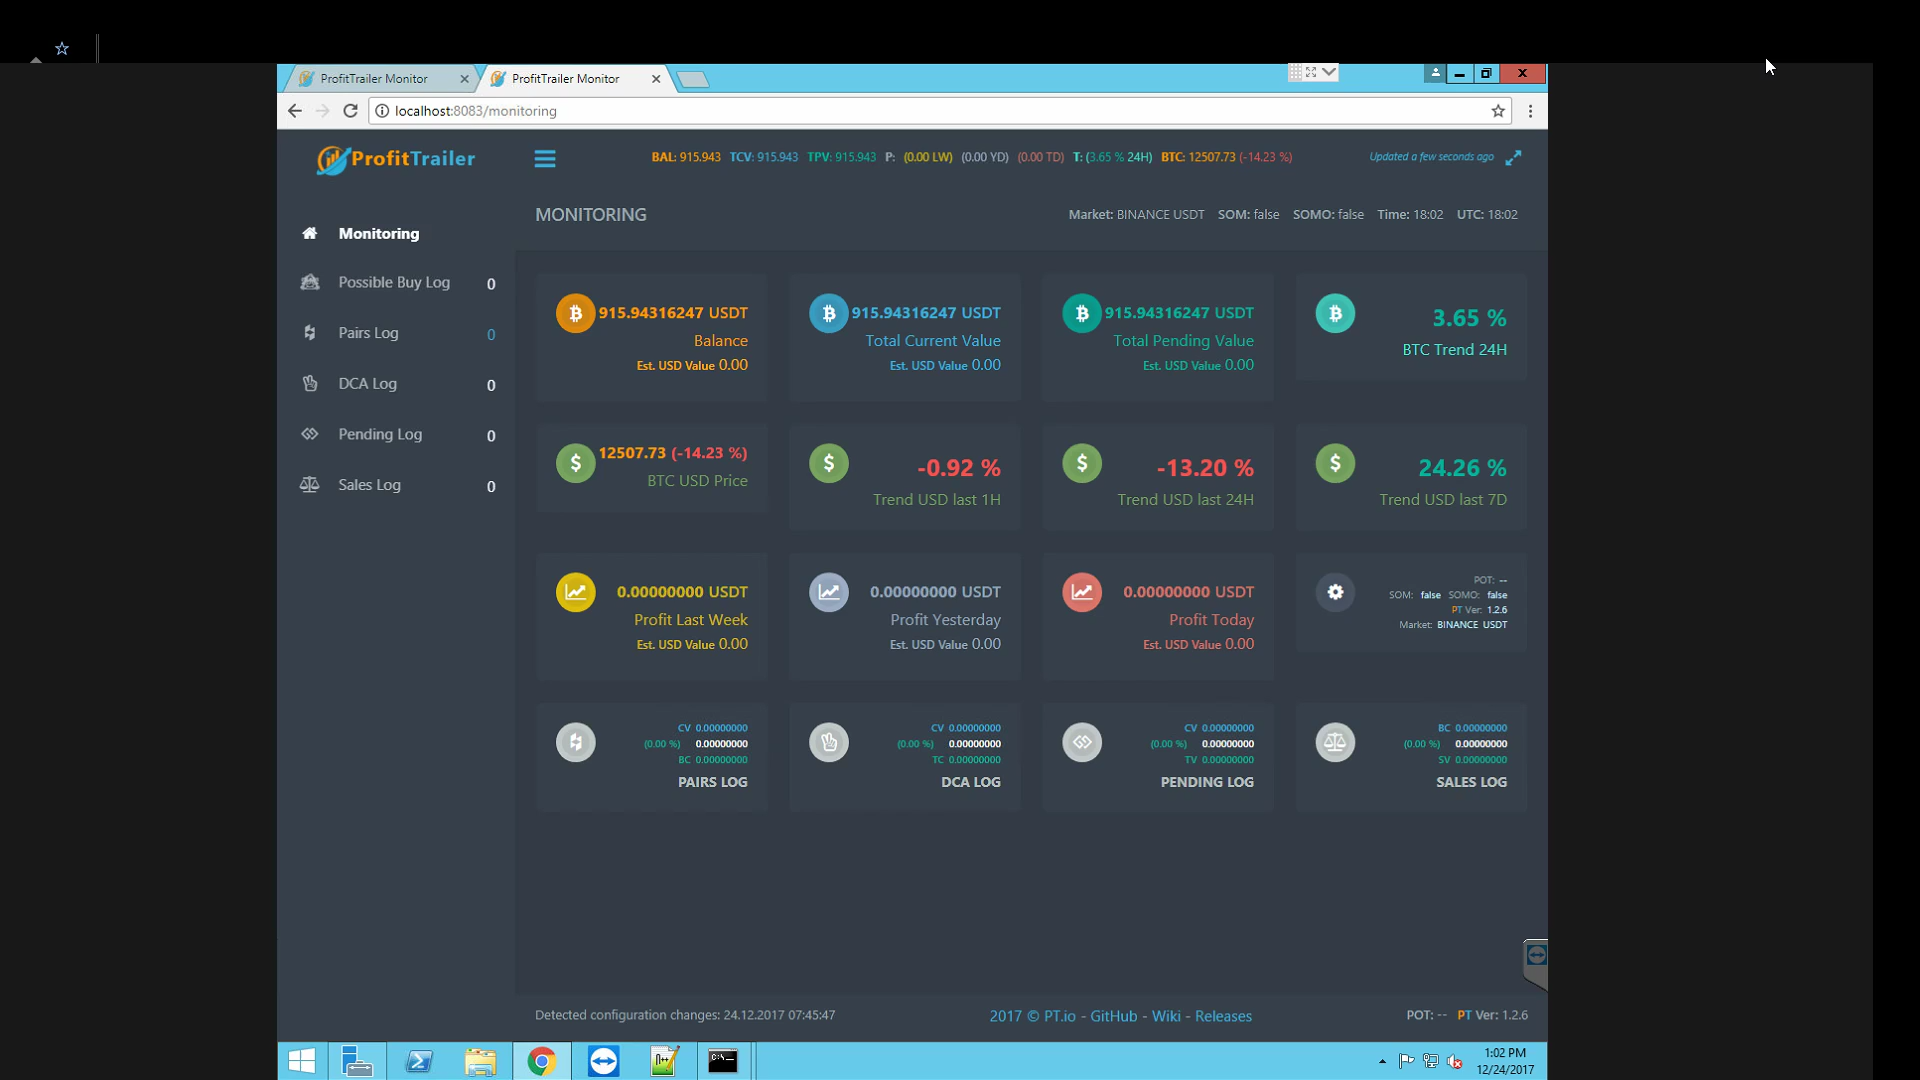 ProfitTrailer Monitor
ProfitTrailer Monitor
localhost:8083/monitoring
ProfitTrailer
BAL: 915.943 TCV: 915.943 TPV: 915.943 P: (0.00 LW) (0.00 YD) (0.00 TD) T: (3.65 % 24H) BTC: 12507.73 (-14.23 %)
Updated a few seconds ago
MONITORING
Market: BINANCE USDT SOM: false SOMO: false Time: 18:02 UTC: 18:02
Monitoring
Possible Buy Log 0
Pairs Log 0
DCA Log 0
Pending Log 0
Sales Log 0
915.94316247 USDT
Balance
Est. USD Value 0.00
915.94316247 USDT
Total Current Value
Est. USD Value 0.00
915.94316247 USDT
Total Pending Value
Est. USD Value 0.00
3.65 %
BTC Trend 24H
12507.73 (-14.23 %)
BTC USD Price
-0.92 %
Trend USD last 1H
-13.20 %
Trend USD last 24H
24.26 %
Trend USD last 7D
0.00000000 USDT
Profit Last Week
Est. USD Value 0.00
0.00000000 USDT
Profit Yesterday
Est. USD Value 0.00
0.00000000 USDT
Profit Today
Est. USD Value 0.00
POT: --
SOM: false SOMO: false
PT Ver: 1.2.6
Market: BINANCE USDT
CV 0.00000000
(0.00 %) 0.00000000
BC 0.00000000
PAIRS LOG
CV 0.00000000
(0.00 %) 0.00000000
TC 0.00000000
DCA LOG
CV 0.00000000
(0.00 %) 0.00000000
TV 0.00000000
PENDING LOG
BC 0.00000000
(0.00 %) 0.00000000
SV 0.00000000
SALES LOG
Detected configuration changes: 24.12.2017 07:45:47
2017 © PT.io - GitHub - Wiki - Releases
POT: -- PT Ver: 1.2.6
1:02 PM
12/24/2017